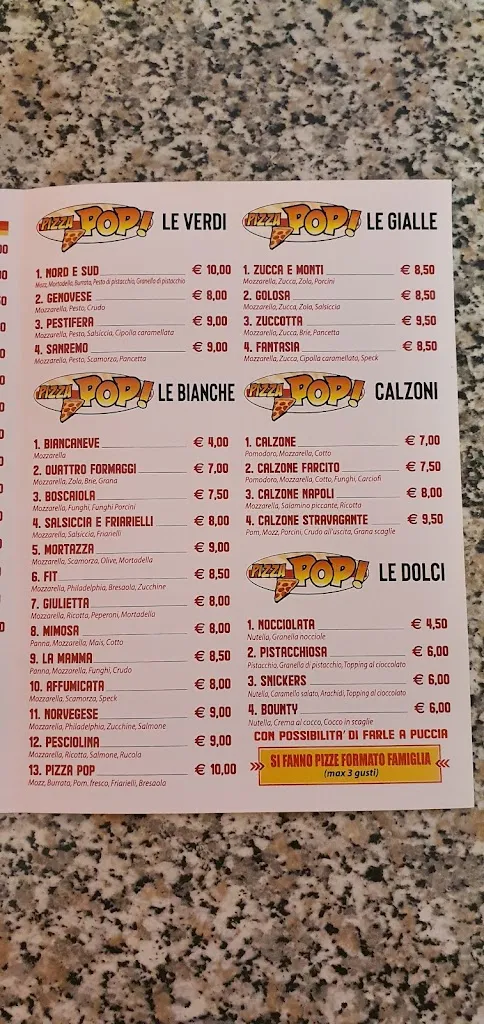 PIZZA POP! LE VERDI
1. NORD E SUD € 10,00
Mozz, Mortadella, Burrata, Pesto di pistacchio, Granella di pistacchio
2. GENOVESE € 8,00
Mozzarella, Pesto, Crudo
3. PESTIFERA € 9,00
Mozzarella, Pesto, Salsiccia, Cipolla caramellata
4. SANREMO € 9,00
Mozzarella, Pesto, Scamorza, Pancetta
PIZZA POP! LE BIANCHE
1. BIANCANEVE € 4,00
Mozzarella
2. QUATTRO FORMAGGI € 7,00
Mozzarella, Zola, Brie, Grana
3. BOSCAIOLA € 7,50
Mozzarella, Funghi, Funghi Porcini
4. SALSICCIA E FRIARIELLI € 8,00
Mozzarella, Salsiccia, Friarielli
5. MORTAZZA € 9,00
Mozzarella, Scamorza, Olive, Mortadella
6. FIT € 8,50
Mozzarella, Philadelphia, Bresaola, Zucchine
7. GIULIETTA € 8,00
Mozzarella, Ricotta, Peperoni, Mortadella
8. MIMOSA € 8,00
Panna, Mozzarella, Mais, Cotto
9. LA MAMMA € 8,50
Panna, Mozzarella, Funghi, Crudo
10. AFFUMICATA € 8,00
Mozzarella, Scamorza, Speck
11. NORVEGESE € 9,00
Mozzarella, Philadelphia, Zucchine, Salmone
12. PESCIOLINA € 9,00
Mozzarella, Ricotta, Salmone, Rucola
13. PIZZA POP € 10,00
Mozz, Burrata, Pom. fresco, Friarielli, Bresaola
PIZZA POP! LE GIALLE
1. ZUCCA E MONTI € 8,50
Mozzarella, Zucca, Zola, Porcini
2. GOLOSA € 8,50
Mozzarella, Zucca, Zola, Salsiccia
3. ZUCCOTTA € 9,50
Mozzarella, Zucca, Brie, Pancetta
4. FANTASIA € 8,50
Mozzarella, Zucca, Cipolla caramellata, Speck
PIZZA POP! CALZONI
1. CALZONE € 7,00
Pomodoro, Mozzarella, Cotto
2. CALZONE FARCITO € 7,50
Pomodoro, Mozzarella, Cotto, Funghi, Carciofi
3. CALZONE NAPOLI € 8,00
Mozzarella, Salamino piccante, Ricotta
4. CALZONE STRAVAGANTE € 9,50
Pom, Mozz, Porcini, Crudo all'uscita, Grana scaglie
PIZZA POP! LE DOLCI
1. NOCCIOLATA € 4,50
Nutella, Granella nocciole
2. PISTACCHIOSA € 6,00
Pistacchio, Granella di pistacchio, Topping al cioccolato
3. SNICKERS € 6,00
Nutella, Caramello salato, Arachidi, Topping al cioccolato
4. BOUNTY € 6,00
Nutella, Crema al cocco, Cocco in scaglie
CON POSSIBILITA' DI FARLE A PUCCIA
»» SI FANNO PIZZE FORMATO FAMIGLIA ««
(max 3 gusti)